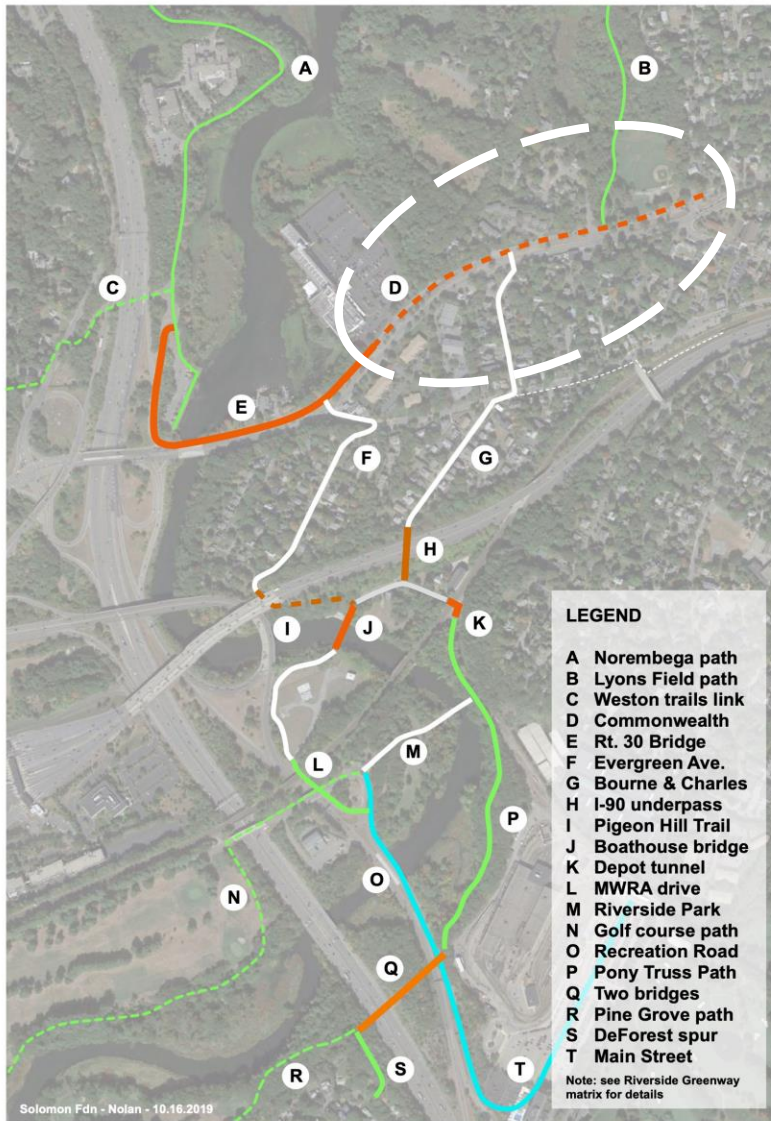 A
B
C
D
E
F
G
H
I
J
K
L
M
N
O
P
Q
R
S
T
LEGEND
A Norembega path
B Lyons Field path
C Weston trails link
D Commonwealth
E Rt. 30 Bridge
F Evergreen Ave.
G Bourne & Charles
H I-90 underpass
I Pigeon Hill Trail
J Boathouse bridge
K Depot tunnel
L MWRA drive
M Riverside Park
N Golf course path
O Recreation Road
P Pony Truss Path
Q Two bridges
R Pine Grove path
S DeForest spur
T Main Street
Note: see Riverside Greenway
matrix for details
Solomon Fdn - Nolan - 10.16.2019